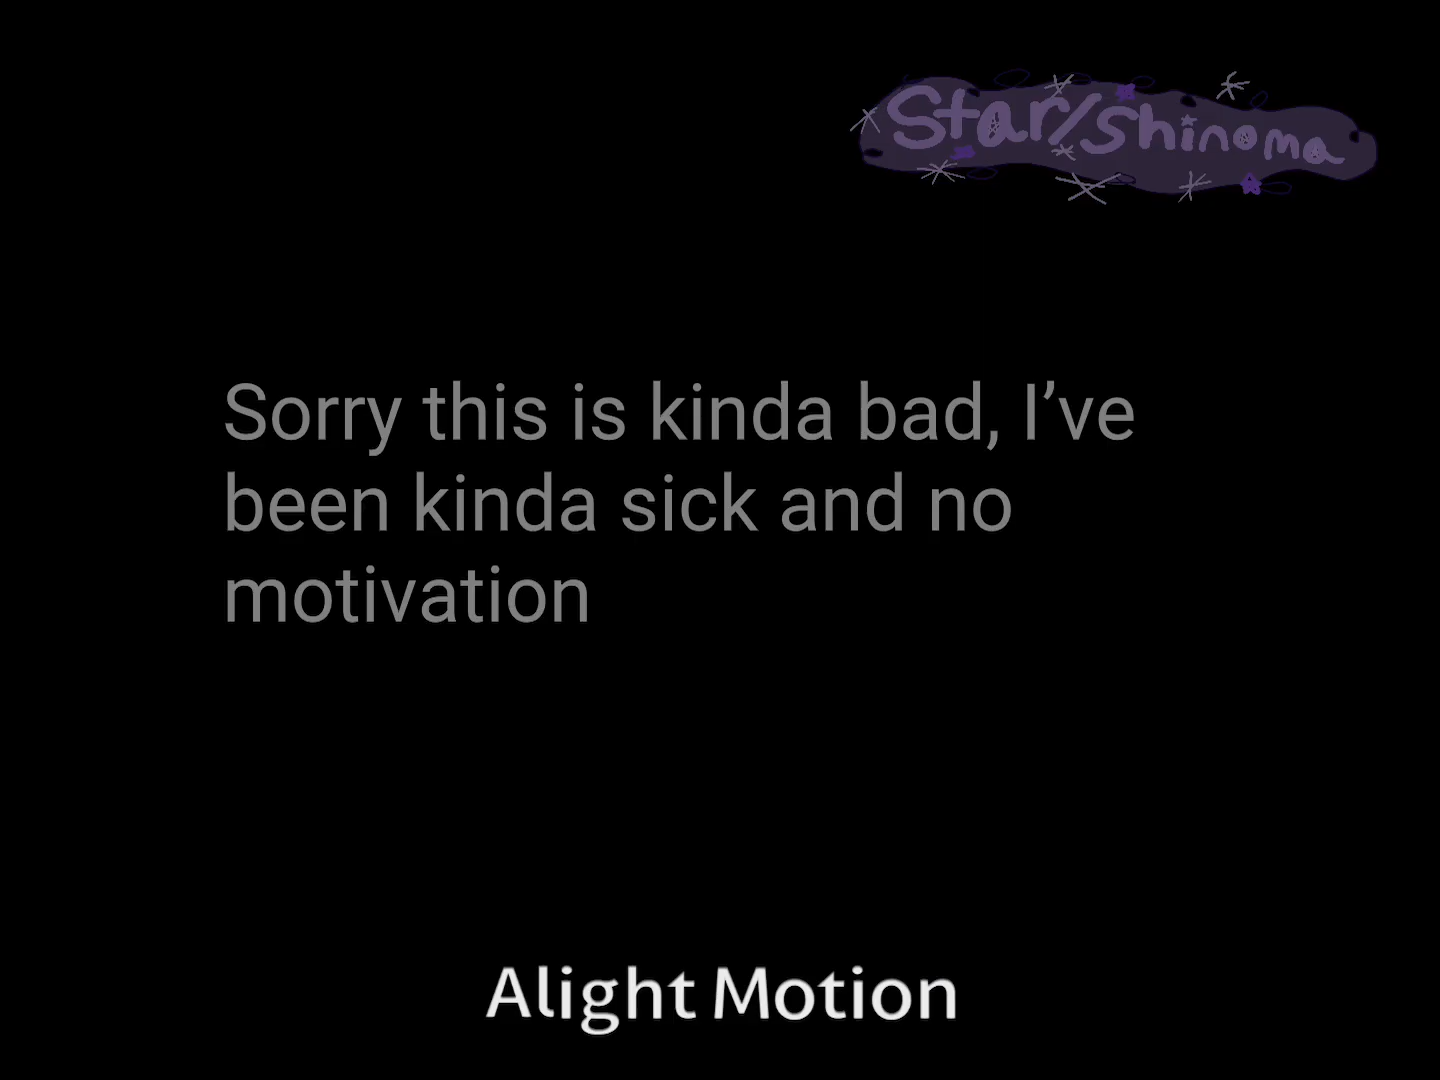 Star/Shinoma
Sorry this is kinda bad, I’ve
been kinda sick and no
motivation
Alight Motion